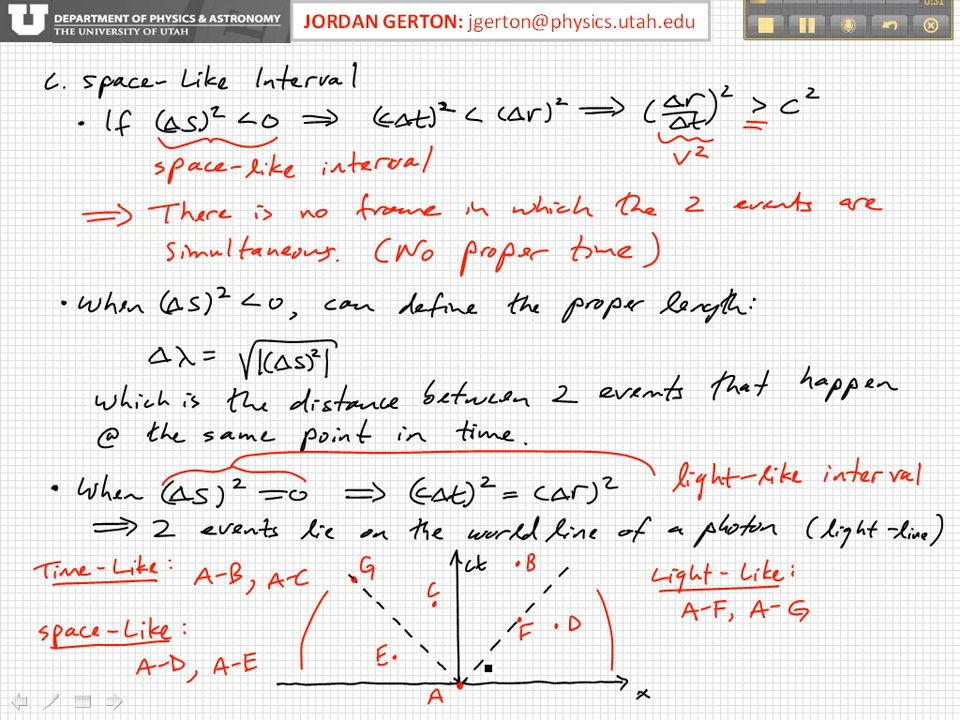 DEPARTMENT OF PHYSICS & ASTRONOMY
THE UNIVERSITY OF UTAH
JORDAN GERTON: jgerton@physics.utah.edu
0:31
C. Space-Like Interval
• If (Δs)² < 0 ⟹ (cΔt)² < (Δr)² ⟹ (Δr/Δt)² > c²
space-like interval
v²
⟹ There is no frame in which the 2 events are
simultaneous. (No proper time)
• When (Δs)² < 0, can define the proper length:
Δλ = √|(Δs)²|
which is the distance between 2 events that happen
@ the same point in time.
• When (Δs)² = 0 ⟹ (cΔt)² = (Δr)²
light-like interval
⟹ 2 events lie on the world line of a photon (light-line)
Time-Like: A-B, A-C
Space-Like:
A-D, A-E
Light-Like:
A-F, A-G
ct
G
B
C
F
D
E
A
x